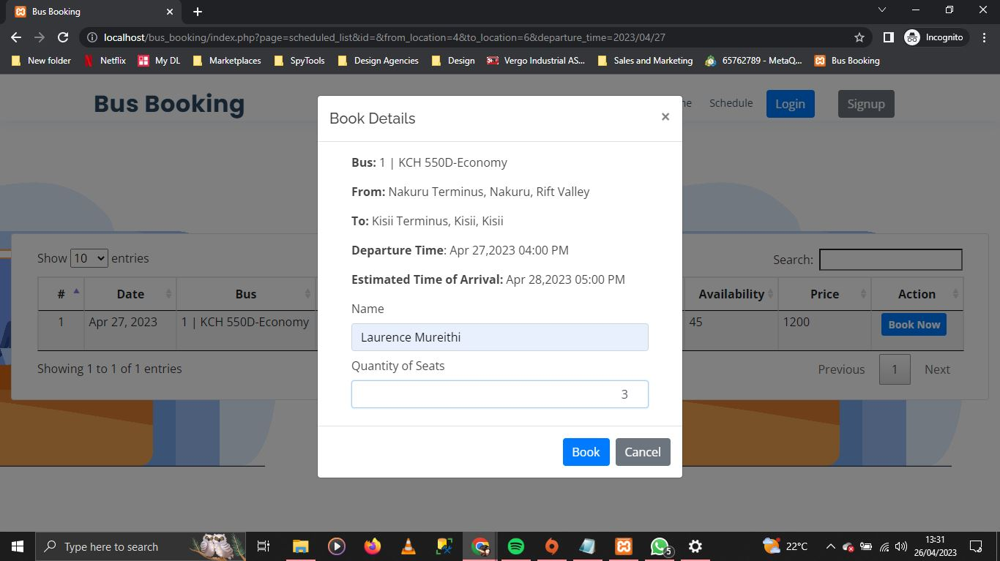 Bus Booking
localhost/bus_booking/index.php?page=scheduled_list&id=&from_location=4&to_location=6&departure_time=2023/04/27
Incognito
New folder
Netflix
My DL
Marketplaces
SpyTools
Design Agencies
Design
Vergo Industrial AS...
Sales and Marketing
65762789 - MetaQ...
Bus Booking
Bus Booking
Schedule
Login
Signup
Book Details
×
Bus: 1 | KCH 550D-Economy
From: Nakuru Terminus, Nakuru, Rift Valley
To: Kisii Terminus, Kisii, Kisii
Departure Time: Apr 27,2023 04:00 PM
Estimated Time of Arrival: Apr 28,2023 05:00 PM
Name
Laurence Mureithi
Quantity of Seats
3
Book
Cancel
Show 10 entries
Search:
# Date Bus Availability Price Action
1 Apr 27, 2023 1 | KCH 550D-Economy 45 1200 Book Now
Showing 1 to 1 of 1 entries
Previous 1 Next
Type here to search
5
22°C
13:31
26/04/2023